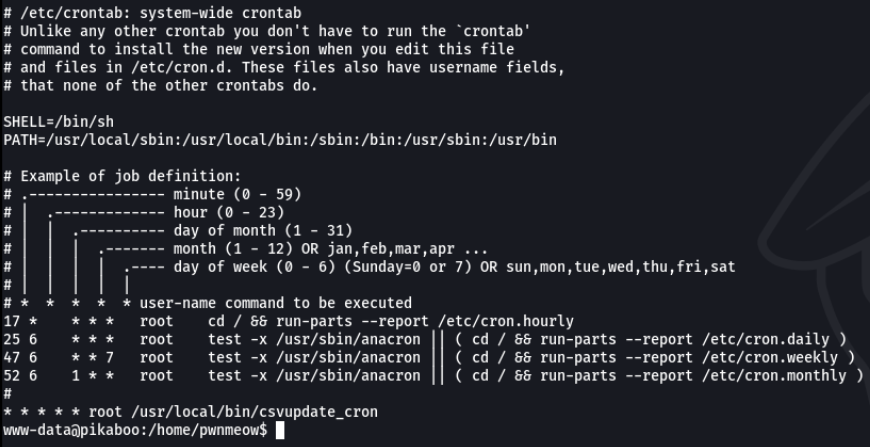 # /etc/crontab: system-wide crontab
# Unlike any other crontab you don't have to run the `crontab'
# command to install the new version when you edit this file
# and files in /etc/cron.d. These files also have username fields,
# that none of the other crontabs do.

SHELL=/bin/sh
PATH=/usr/local/sbin:/usr/local/bin:/sbin:/bin:/usr/sbin:/usr/bin

# Example of job definition:
# .---------------- minute (0 - 59)
# |  .------------- hour (0 - 23)
# |  |  .---------- day of month (1 - 31)
# |  |  |  .------- month (1 - 12) OR jan,feb,mar,apr ...
# |  |  |  |  .---- day of week (0 - 6) (Sunday=0 or 7) OR sun,mon,tue,wed,thu,fri,sat
# |  |  |  |  |
# *  *  *  *  * user-name command to be executed
17 *    * * *   root    cd / && run-parts --report /etc/cron.hourly
25 6    * * *   root    test -x /usr/sbin/anacron || ( cd / && run-parts --report /etc/cron.daily )
47 6    * * 7   root    test -x /usr/sbin/anacron || ( cd / && run-parts --report /etc/cron.weekly )
52 6    1 * *   root    test -x /usr/sbin/anacron || ( cd / && run-parts --report /etc/cron.monthly )
#
* * * * * root /usr/local/bin/csvupdate_cron
www-data@pikaboo:/home/pwnmeow$